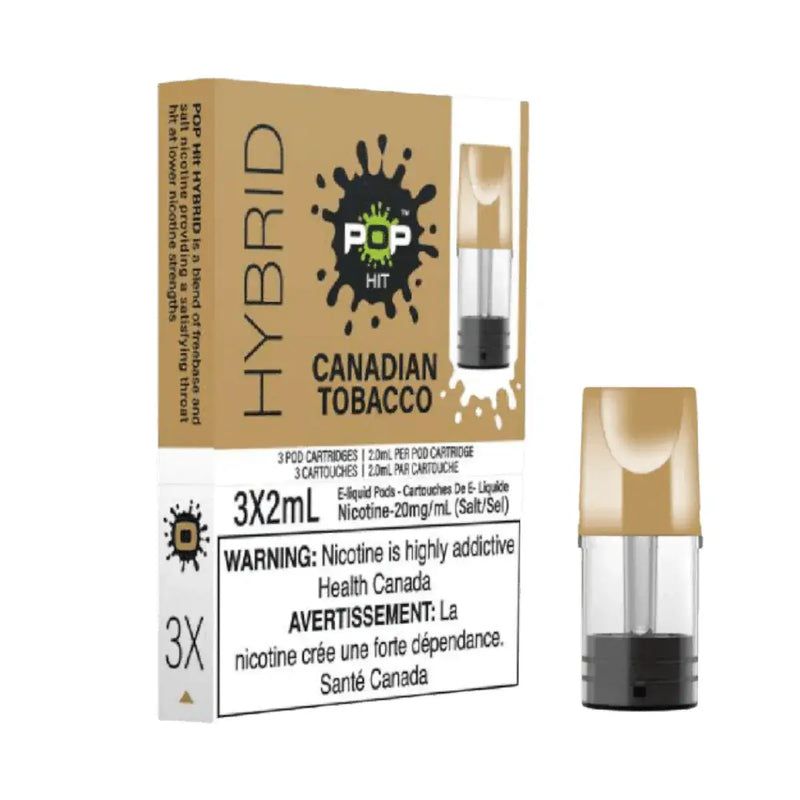 POP Hit HYBRID is a blend of freebase and
salt nicotine providing a satisfying throat
hit at lower nicotine strengths
HYBRID
POP™
HIT
CANADIAN
TOBACCO
3 POD CARTRIDGES | 2.0mL PER POD CARTRIDGE
3 CARTOUCHES | 2.0mL PAR CARTOUCHE
3X2mL
E-liquid Pods - Cartouches De E- Liquide
Nicotine-20mg/mL (Salt/Sel)
WARNING: Nicotine is highly addictive
Health Canada
AVERTISSEMENT: La
nicotine crée une forte dépendance.
Santé Canada
3X